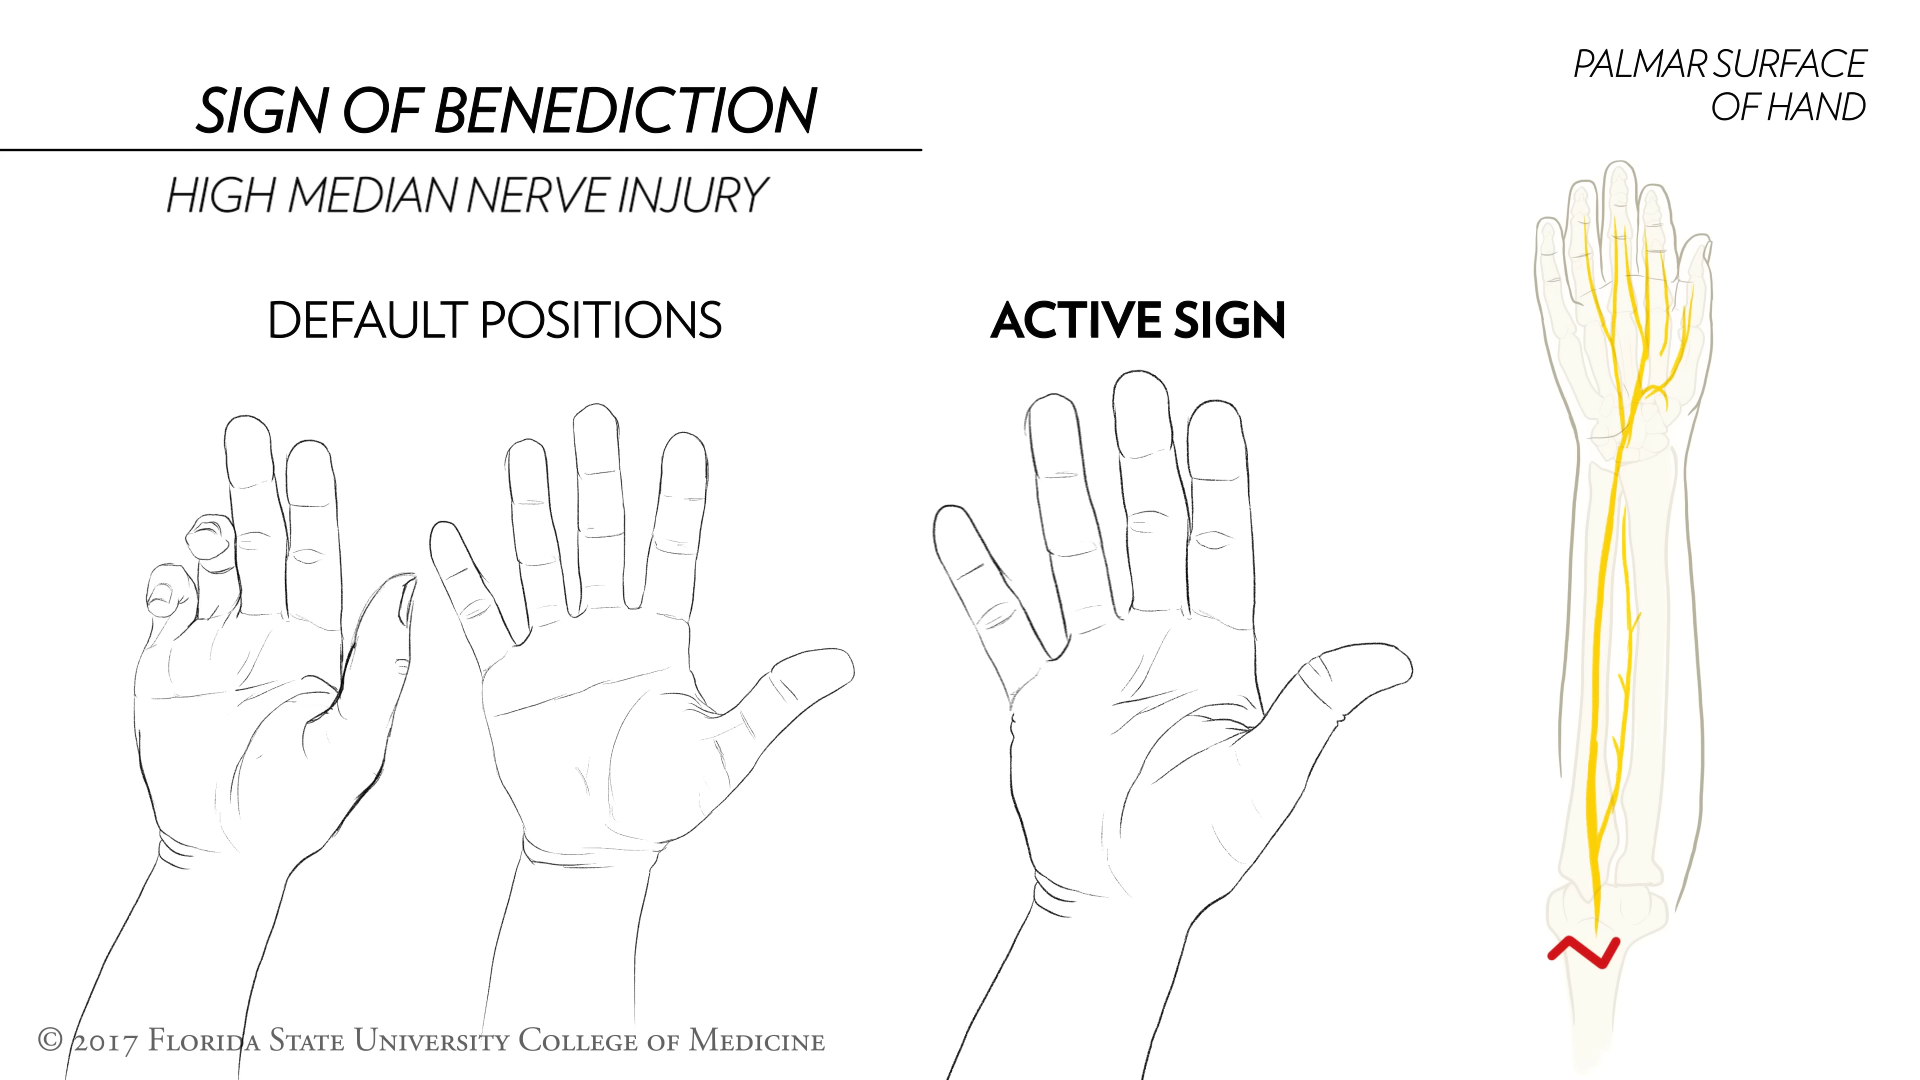 SIGN OF BENEDICTION
HIGH MEDIAN NERVE INJURY
PALMAR SURFACE
OF HAND
DEFAULT POSITIONS
ACTIVE SIGN
© 2017 Florida State University College of Medicine